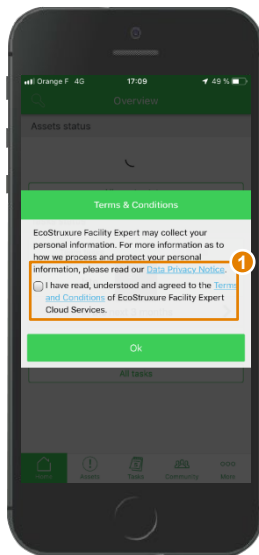 Orange F 4G 17:09 49 %
Overview
Assets status
Terms & Conditions
EcoStruxure Facility Expert may collect your
personal information. For more information as to
how we process and protect your personal
information, please read our Data Privacy Notice.
1
I have read, understood and agreed to the Terms
and Conditions of EcoStruxure Facility Expert
Cloud Services.
Ok
All tasks
Home Assets Tasks Community More